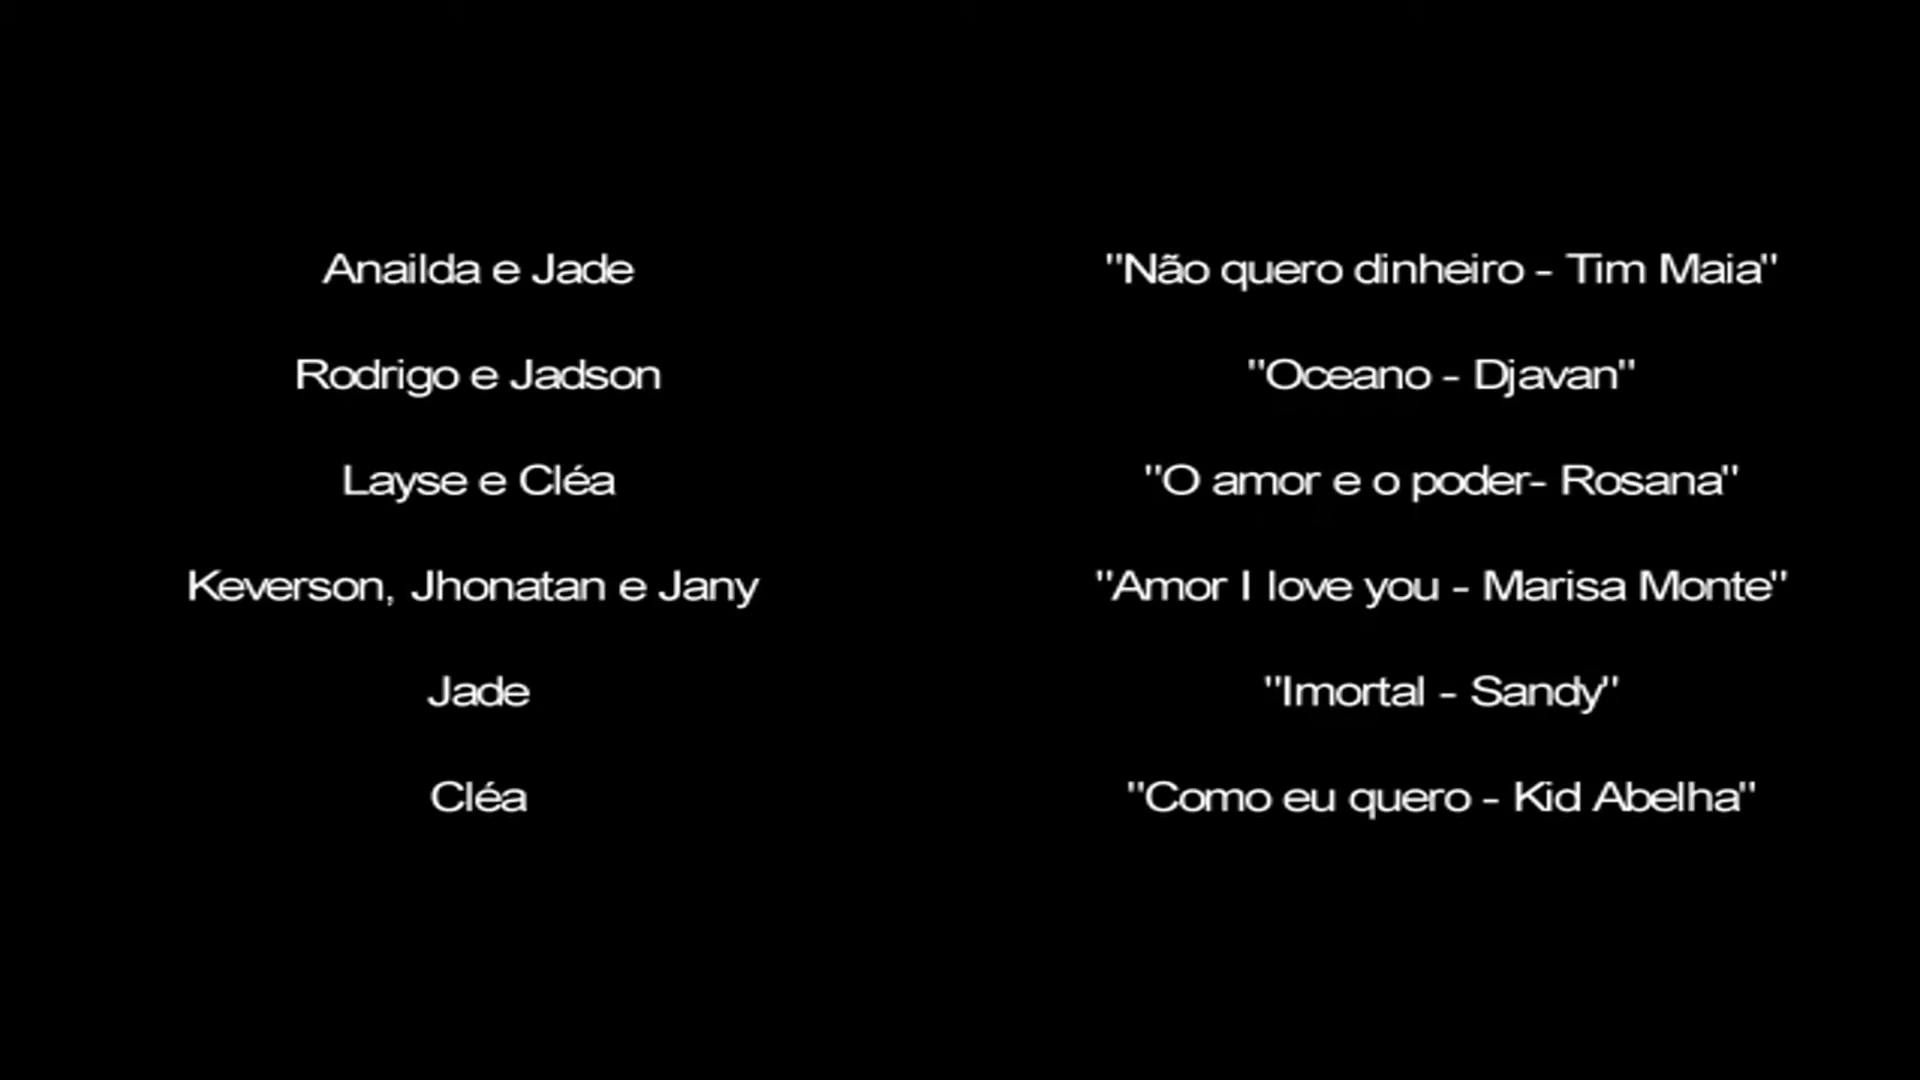 Anailda e Jade "Não quero dinheiro - Tim Maia"
Rodrigo e Jadson "Oceano - Djavan"
Layse e Cléa "O amor e o poder- Rosana"
Keverson, Jhonatan e Jany "Amor I love you - Marisa Monte"
Jade "Imortal - Sandy"
Cléa "Como eu quero - Kid Abelha"